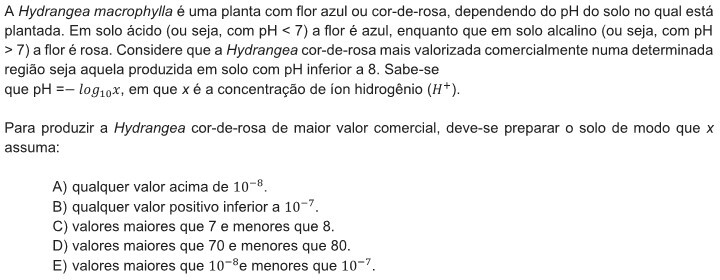 A Hydrangea macrophylla é uma planta com flor azul ou cor-de-rosa, dependendo do pH do solo no qual está
plantada. Em solo ácido (ou seja, com pH < 7) a flor é azul, enquanto que em solo alcalino (ou seja, com pH
> 7) a flor é rosa. Considere que a Hydrangea cor-de-rosa mais valorizada comercialmente numa determinada
região seja aquela produzida em solo com pH inferior a 8. Sabe-se
que pH =− log₁₀x, em que x é a concentração de íon hidrogênio (H⁺).
Para produzir a Hydrangea cor-de-rosa de maior valor comercial, deve-se preparar o solo de modo que x
assuma:
A) qualquer valor acima de 10⁻⁸.
B) qualquer valor positivo inferior a 10⁻⁷.
C) valores maiores que 7 e menores que 8.
D) valores maiores que 70 e menores que 80.
E) valores maiores que 10⁻⁸e menores que 10⁻⁷.